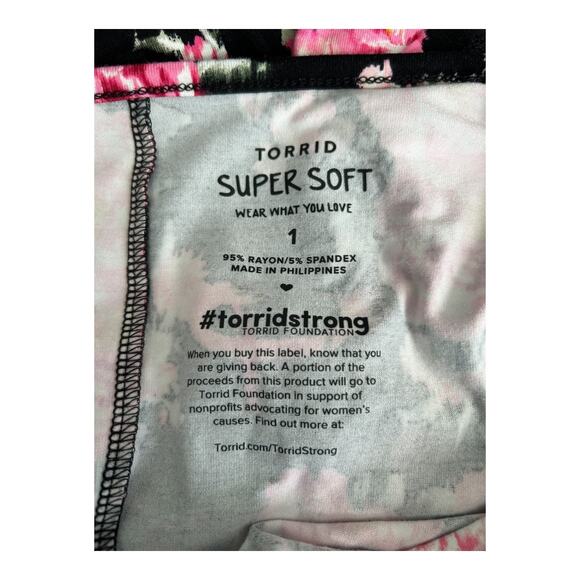 TORRID
SUPER SOFT
WEAR WHAT YOU LOVE
1
95% RAYON/5% SPANDEX
MADE IN PHILIPPINES
#torridstrong
TORRID FOUNDATION
When you buy this label, know that you
are giving back. A portion of the
proceeds from this product will go to
Torrid Foundation in support of
nonprofits advocating for women's
causes. Find out more at:
Torrid.com/TorridStrong